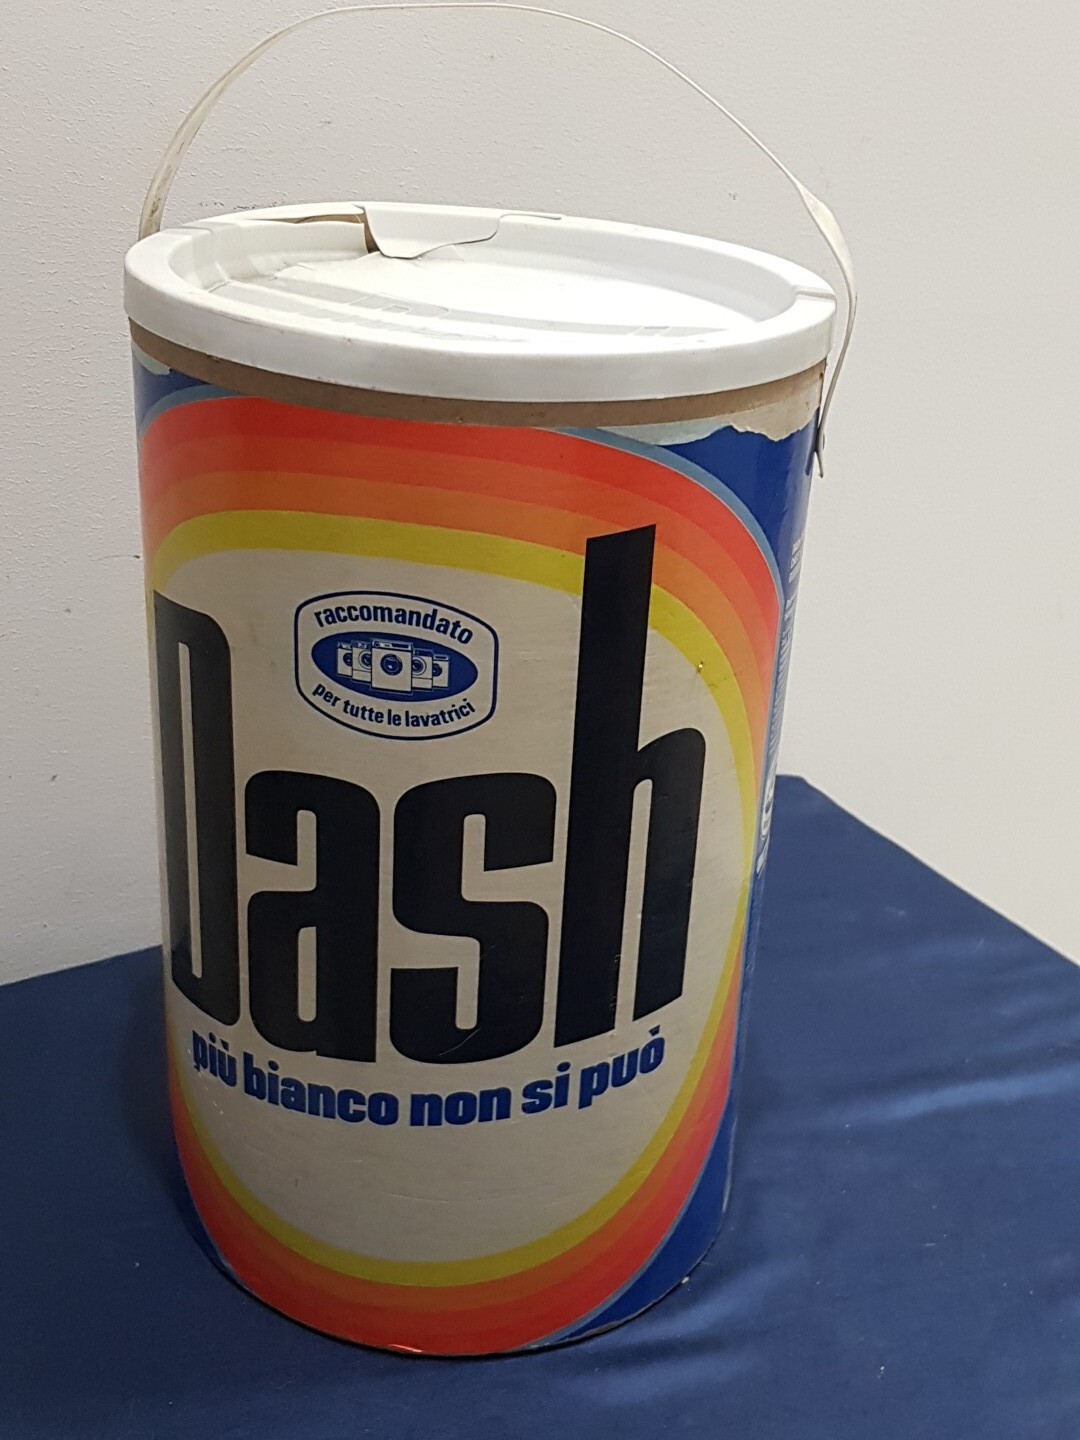 raccomandato
per tutte le lavatrici
Dash
più bianco non si può